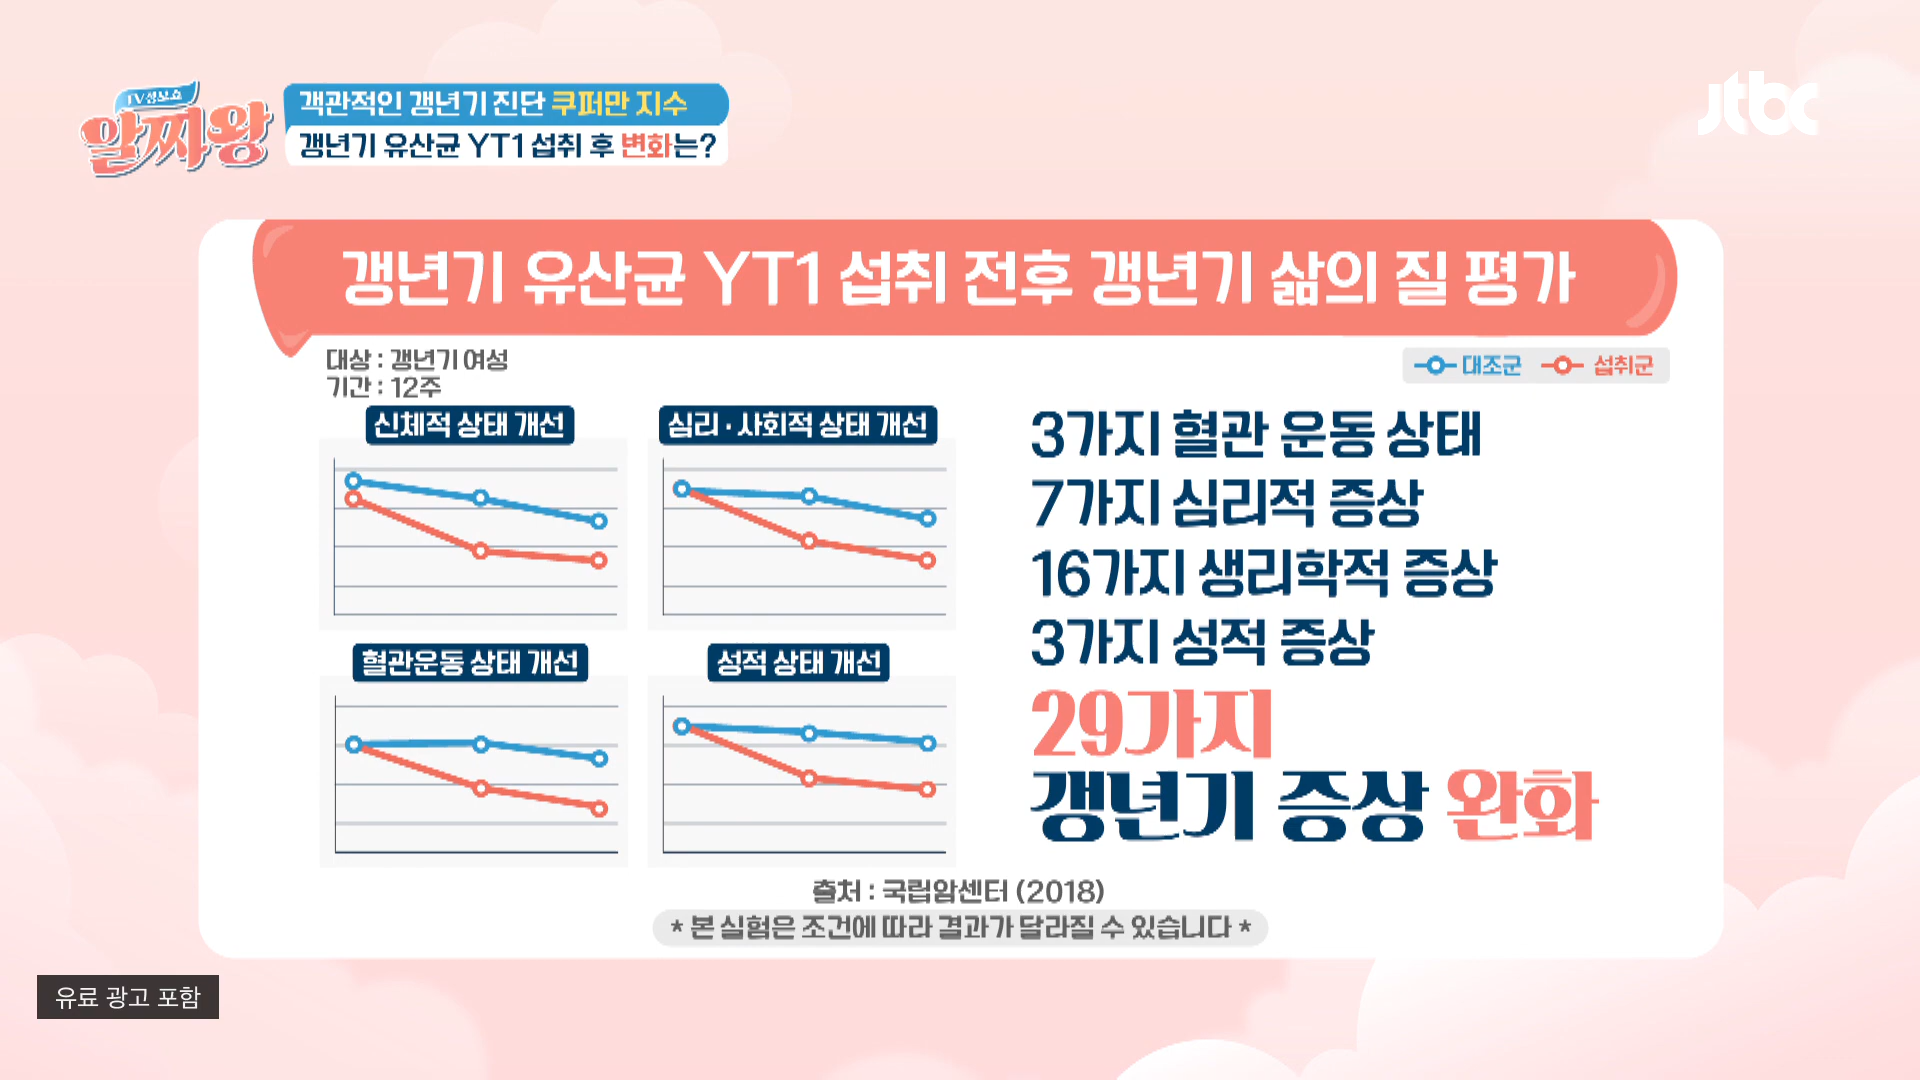 TV정보쇼
알짜왕
객관적인 갱년기 진단 쿠퍼만 지수
갱년기 유산균 YT1 섭취 후 변화는?
jtbc
갱년기 유산균 YT1 섭취 전후 갱년기 삶의 질 평가
대상 : 갱년기 여성
기간 : 12주
대조군 섭취군
신체적 상태 개선
심리·사회적 상태 개선
혈관운동 상태 개선
성적 상태 개선
3가지 혈관 운동 상태
7가지 심리적 증상
16가지 생리학적 증상
3가지 성적 증상
29가지
갱년기 증상 완화
출처 : 국립암센터 (2018)
* 본 실험은 조건에 따라 결과가 달라질 수 있습니다 *
유료 광고 포함